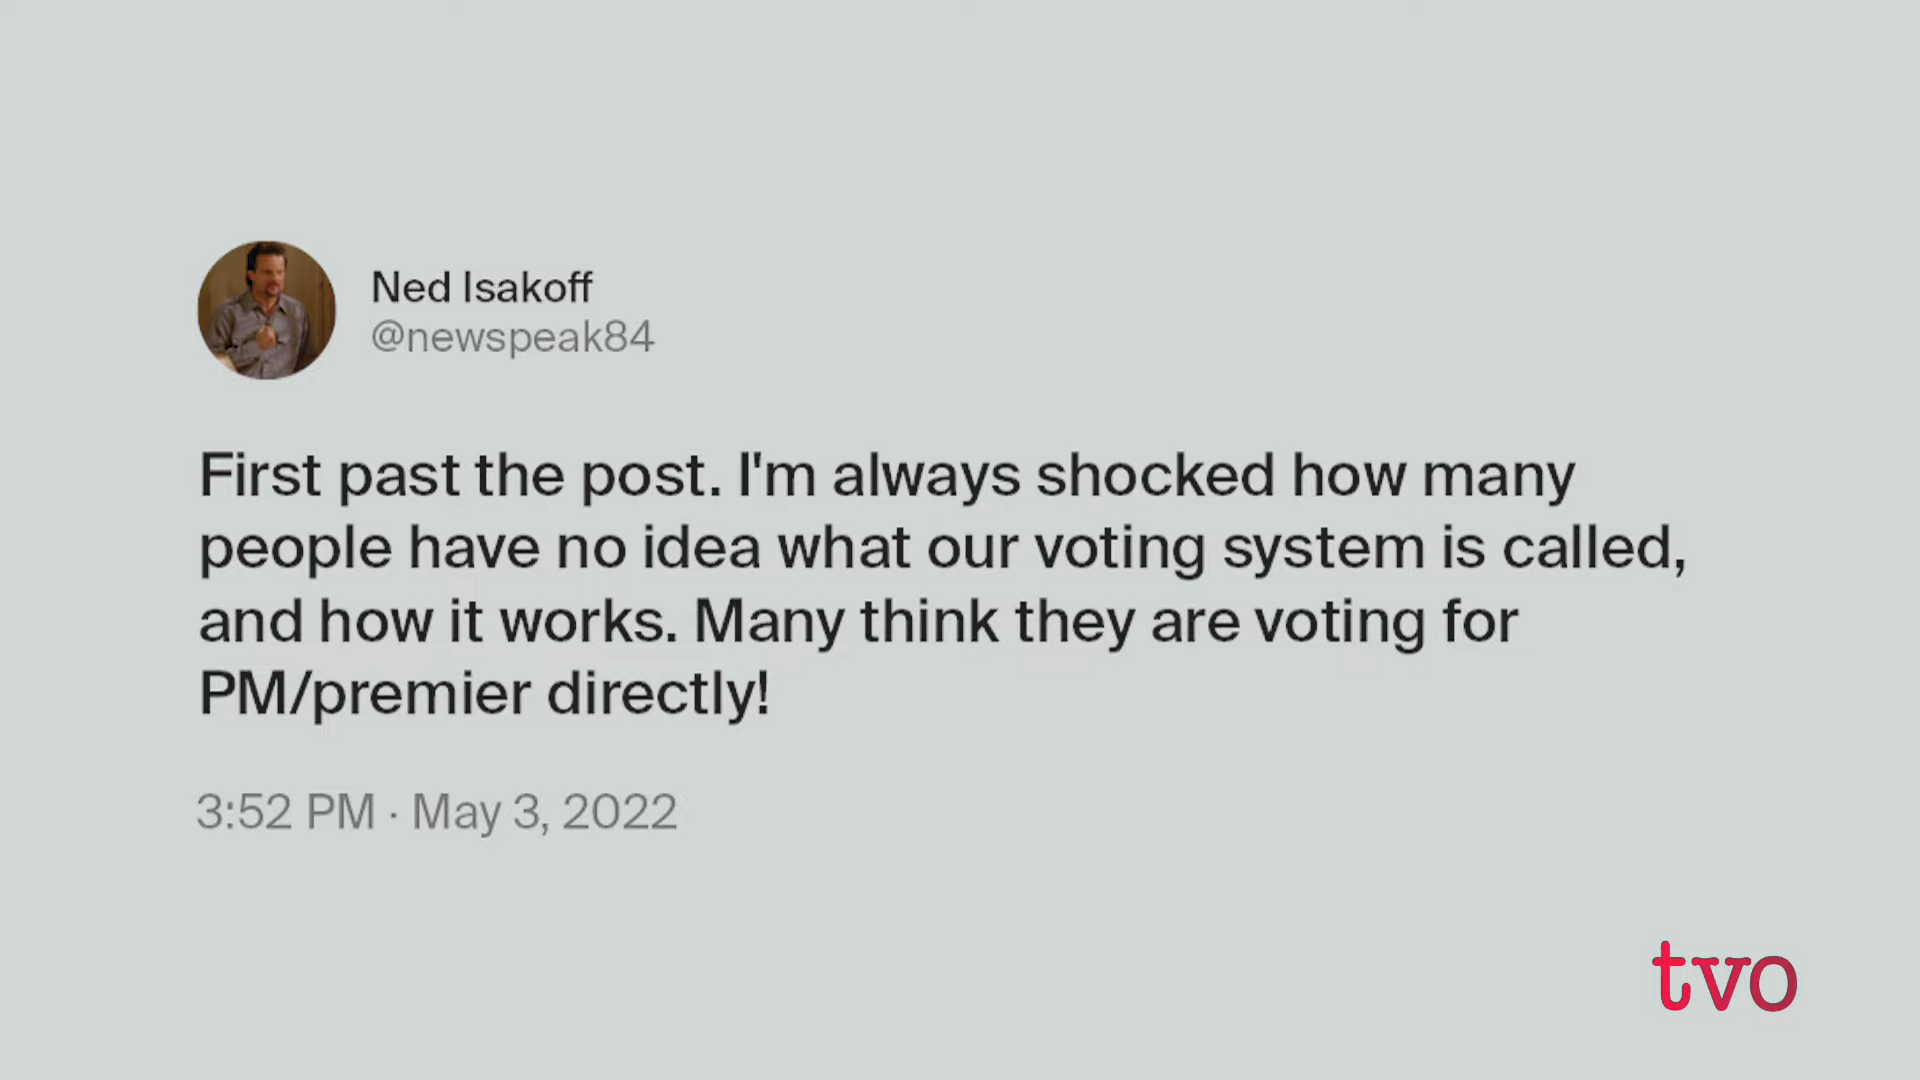 Ned Isakoff
@newspeak84
First past the post. I'm always shocked how many
people have no idea what our voting system is called,
and how it works. Many think they are voting for
PM/premier directly!
3:52 PM · May 3, 2022
tvo